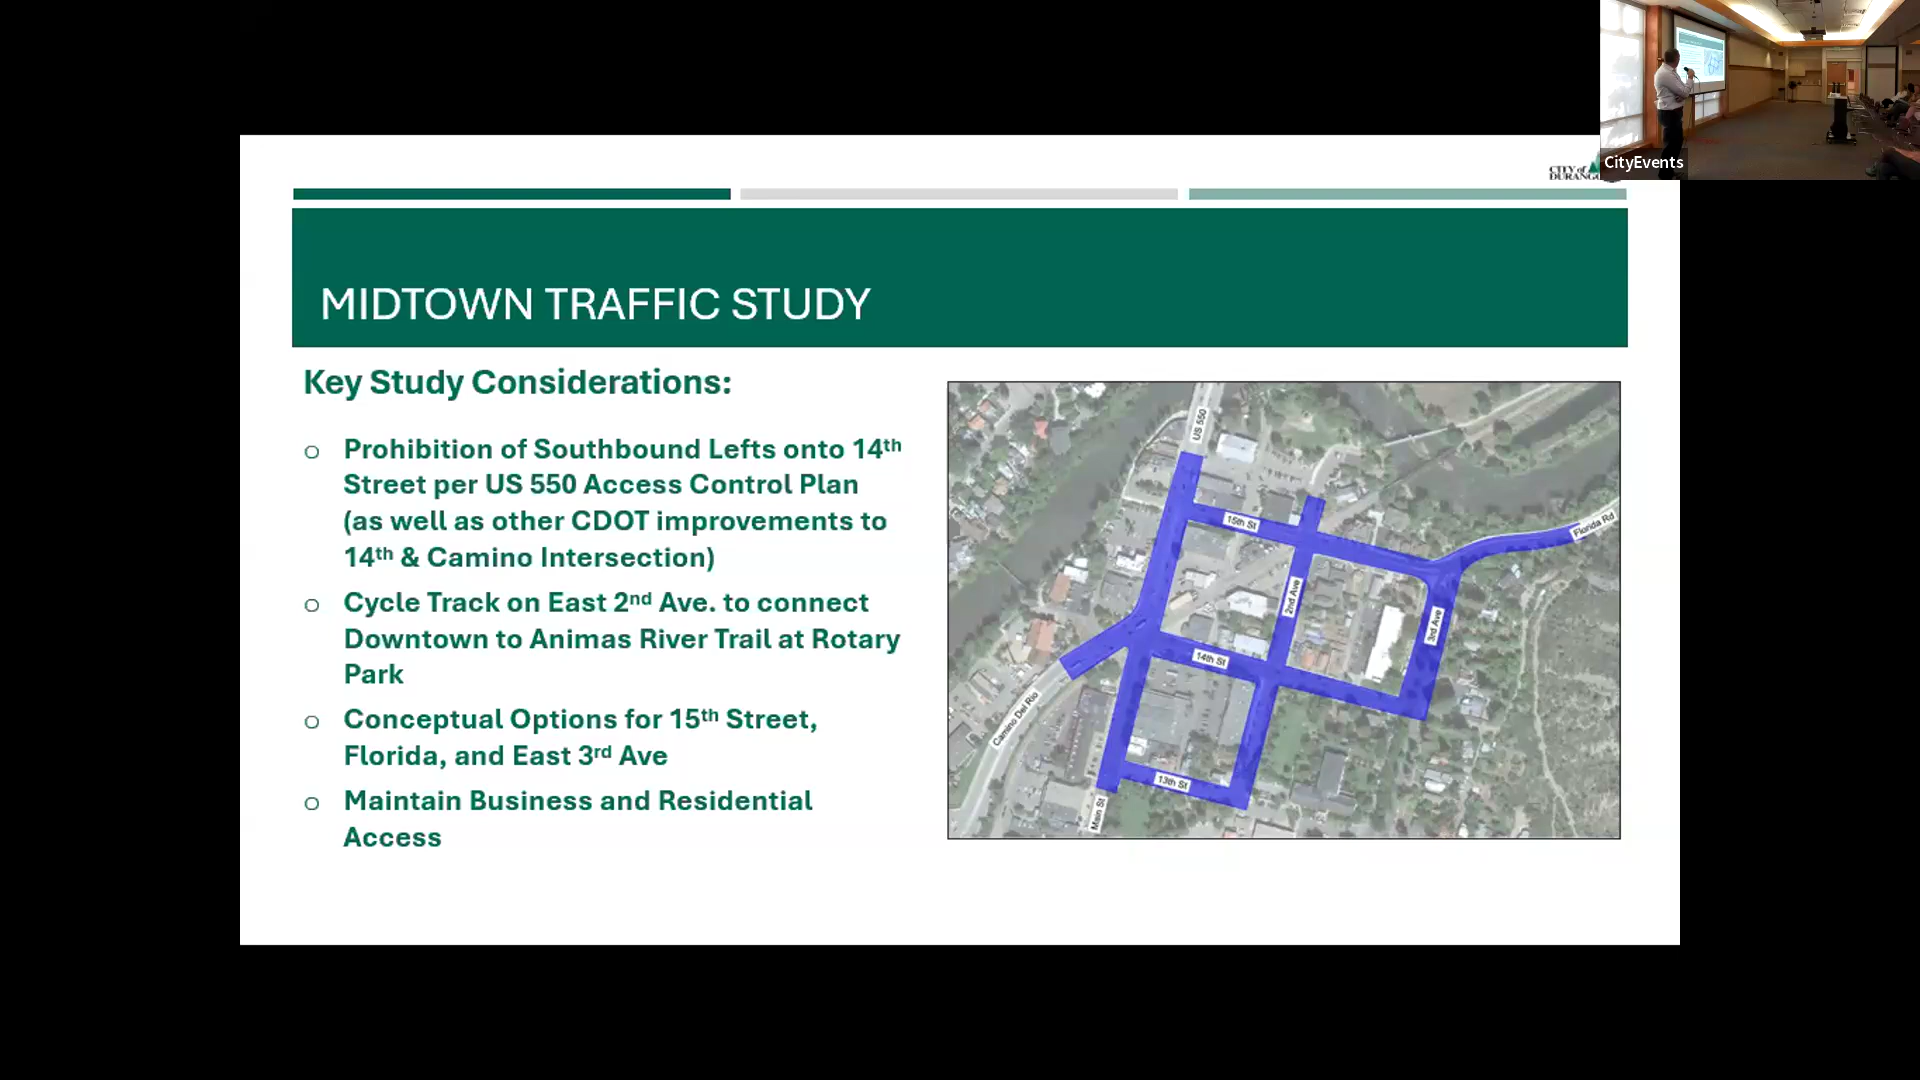 CityEvents
CITY of
DURANGO
MIDTOWN TRAFFIC STUDY
Key Study Considerations:
Prohibition of Southbound Lefts onto 14th
Street per US 550 Access Control Plan
(as well as other CDOT improvements to
14th & Camino Intersection)
Cycle Track on East 2nd Ave. to connect
Downtown to Animas River Trail at Rotary
Park
Conceptual Options for 15th Street,
Florida, and East 3rd Ave
Maintain Business and Residential
Access
US 550
15th St
Florida Rd
2nd Ave
3rd Ave
14th St
Camino Del Rio
13th St
Main St